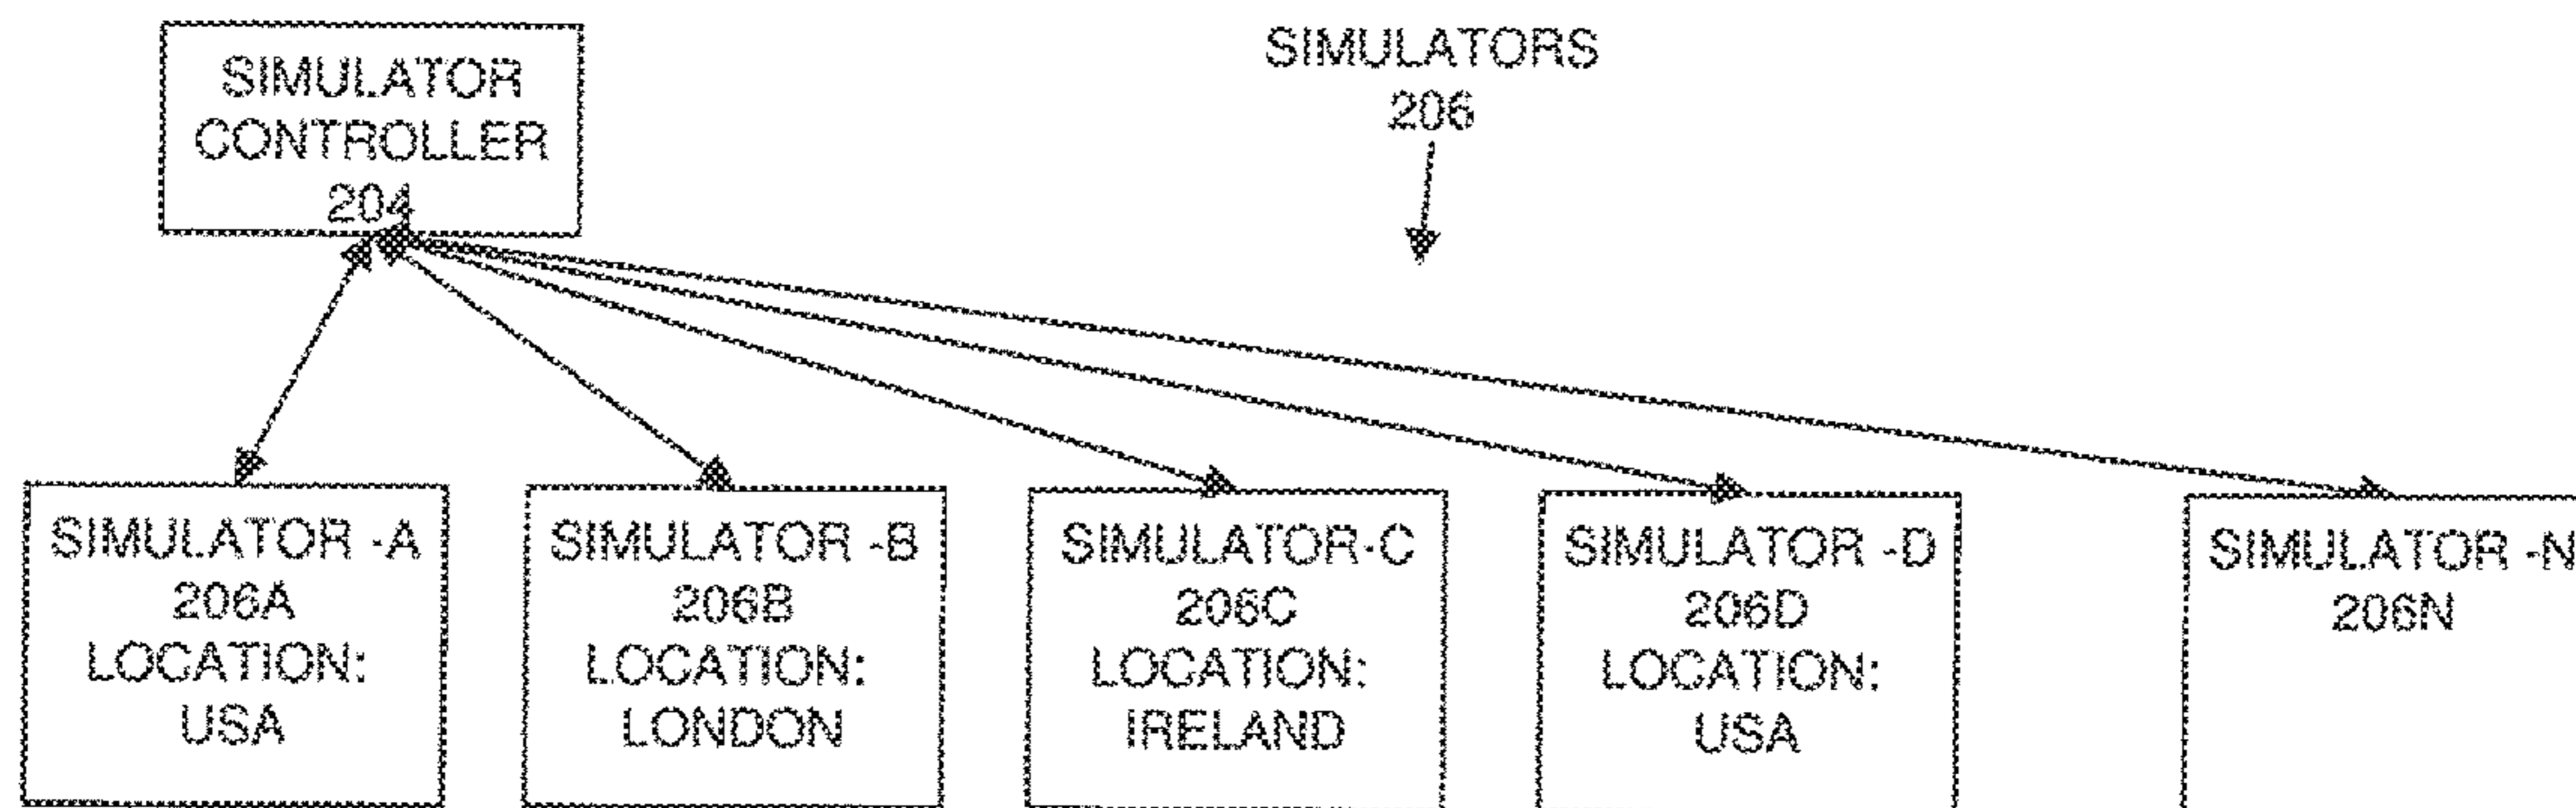 SIMULATOR
CONTROLLER
204
SIMULATORS
206
SIMULATOR -A
206A
LOCATION:
USA
SIMULATOR -B
206B
LOCATION:
LONDON
SIMULATOR-C
206C
LOCATION:
IRELAND
SIMULATOR -D
206D
LOCATION:
USA
SIMULATOR -N
206N